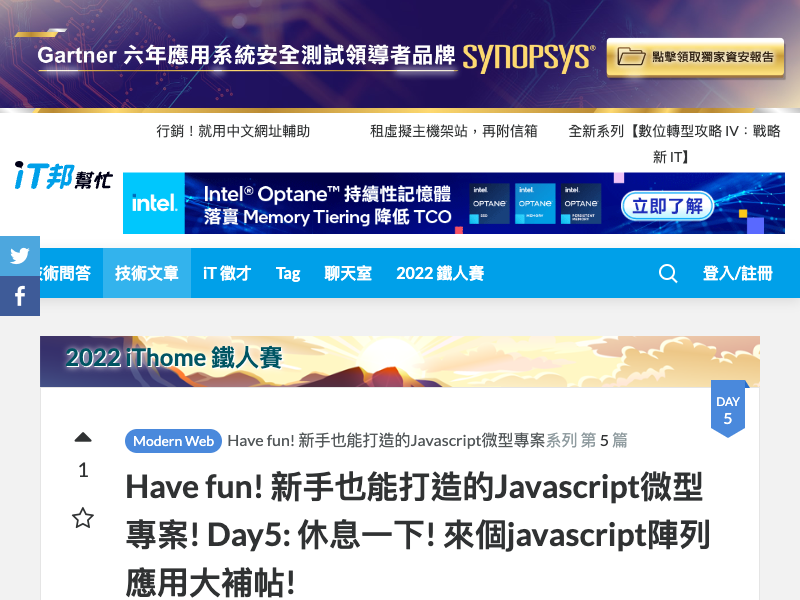 Gartner 六年應用系統安全測試領導者品牌 SYNOPSYS® 點擊領取獨家資安報告
行銷！就用中文網址輔助 租虛擬主機架站，再附信箱 全新系列【數位轉型攻略 IV：戰略
新 IT】
iT邦幫忙
intel. Intel® Optane™ 持續性記憶體
落實 Memory Tiering 降低 TCO
intel. OPTANE intel. OPTANE intel. OPTANE
立即了解
技術問答 技術文章 iT 徵才 Tag 聊天室 2022 鐵人賽 登入/註冊
2022 iThome 鐵人賽
DAY
5
1
Modern Web Have fun! 新手也能打造的Javascript微型專案系列 第 5 篇
Have fun! 新手也能打造的Javascript微型
專案! Day5: 休息一下! 來個javascript陣列
應用大補帖!